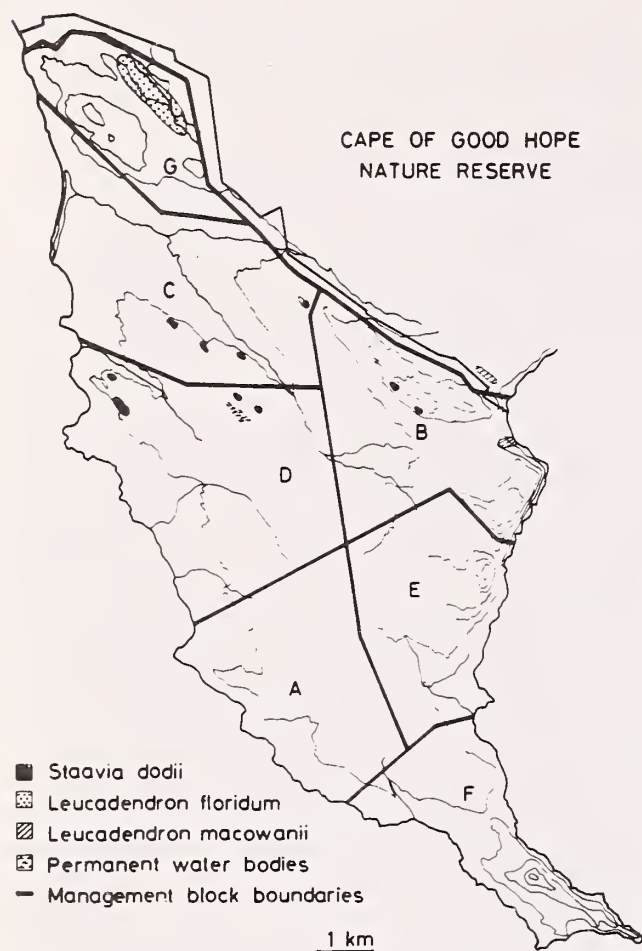 CAPE OF GOOD HOPE
NATURE RESERVE
G
C
B
D
E
A
F
Staavia dodii
Leucadendron floridum
Leucadendron macowanii
Permanent water bodies
Management block boundaries
1 km